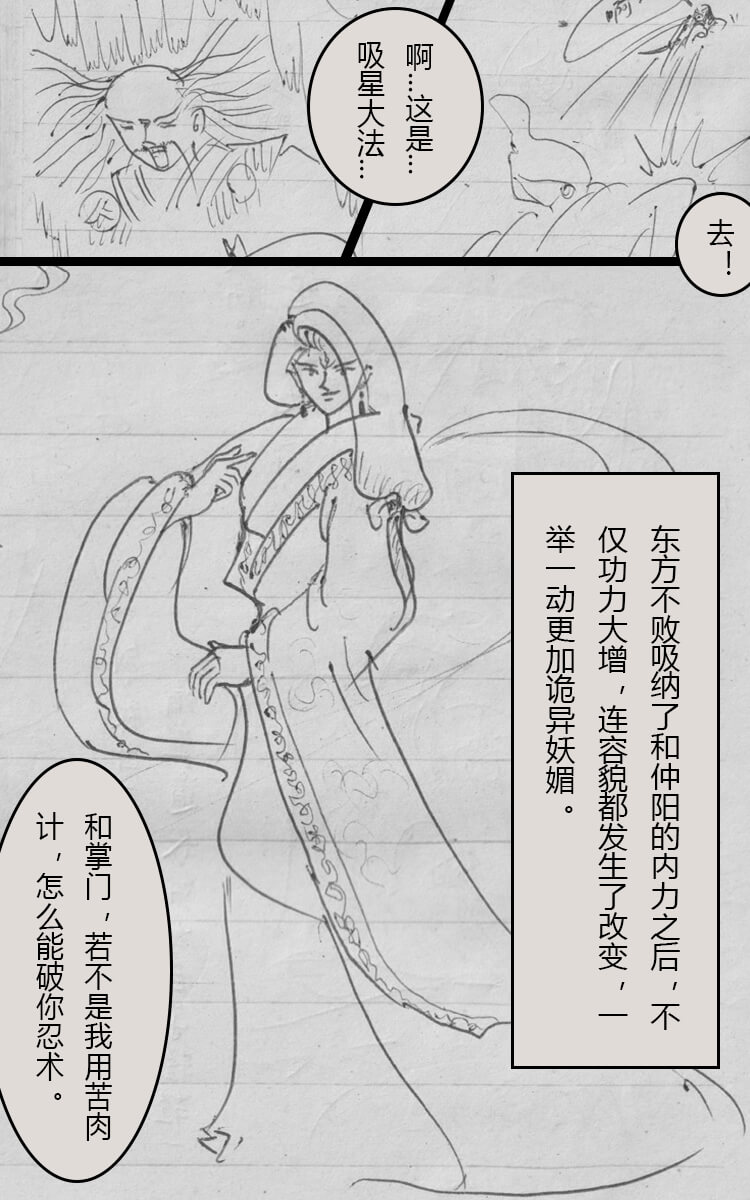 啊…这是…
吸星大法…
啊
去！
东方不败吸纳了和仲阳的内力之后，不
仅功力大增，连容貌都发生了改变，一
举一动更加诡异妖媚。
和掌门，若不是我用苦肉
计，怎么能破你忍术。